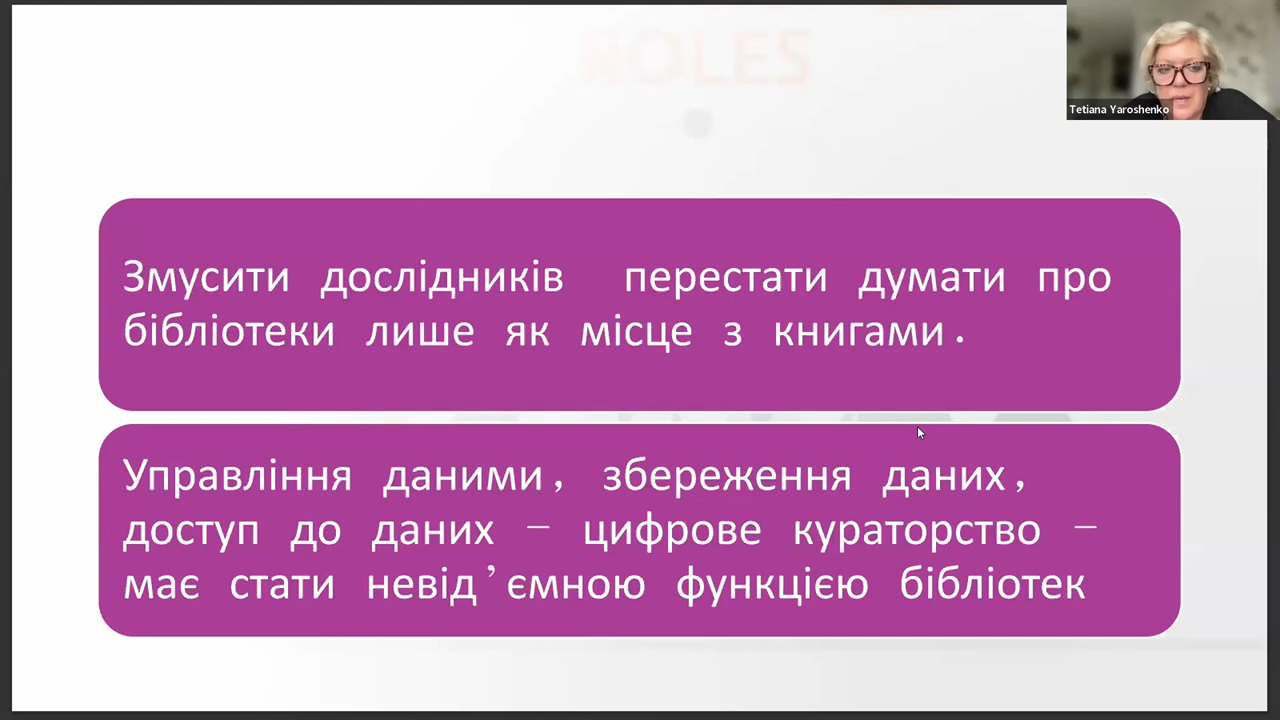 ROLES
Tetiana Yaroshenko
Змусити дослідників перестати думати про
бібліотеки лише як місце з книгами.
Управління даними, збереження даних,
доступ до даних – цифрове кураторство –
має стати невід’ємною функцією бібліотек